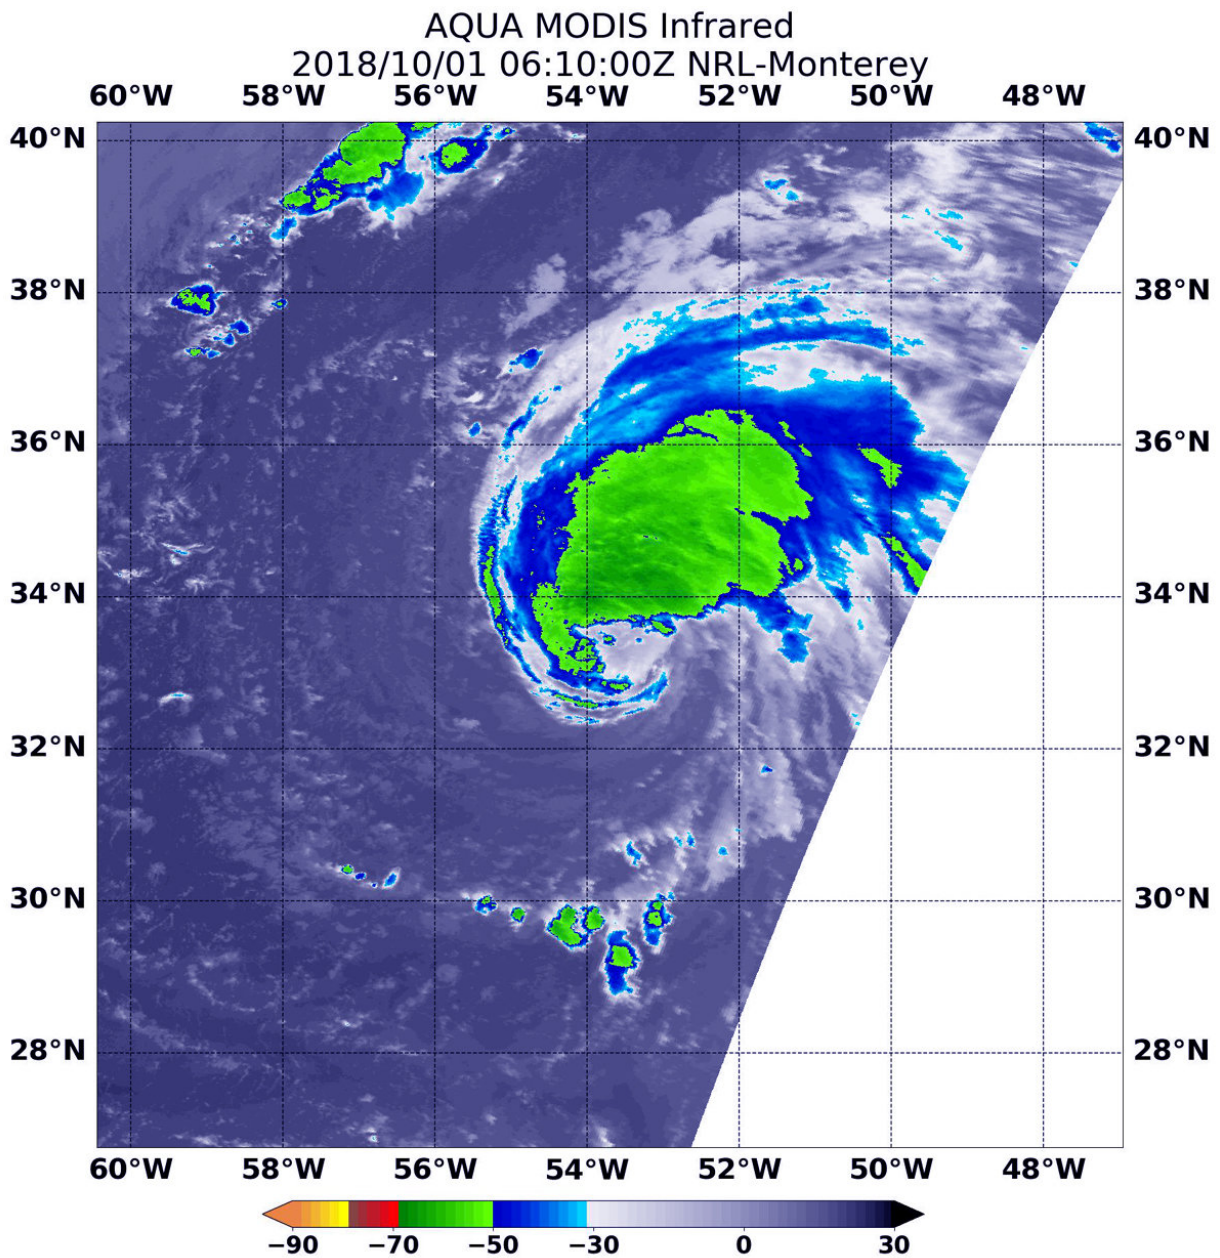 AQUA MODIS Infrared
2018/10/01 06:10:00Z NRL-Monterey
60°W 58°W 56°W 54°W 52°W 50°W 48°W
40°N 40°N
38°N 38°N
36°N 36°N
34°N 34°N
32°N 32°N
30°N 30°N
28°N 28°N
60°W 58°W 56°W 54°W 52°W 50°W 48°W
−90 −70 −50 −30 0 30